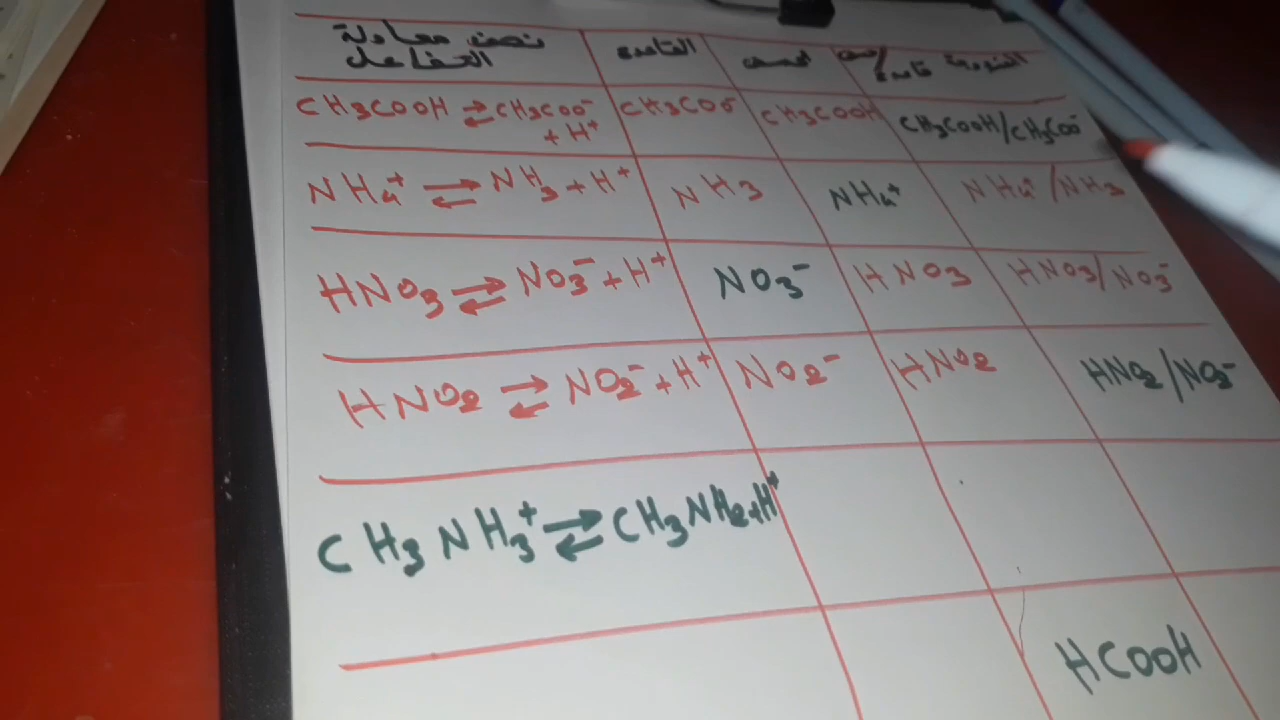 المزدوجة حمض/قاعدة
الحمض
القاعدة
نصف معادلة التفاعل
CH3COOH/CH3COO-
CH3COOH
CH3COO-
CH3COOH ⇌ CH3COO-
+ H+
NH4+/NH3
NH4+
NH3
NH4+ ⇌ NH3 + H+
HNO3/NO3-
HNO3
NO3-
HNO3 ⇌ NO3- + H+
HNO2/NO2-
HNO2
NO2-
HNO2 ⇌ NO2- + H+
CH3NH3+ ⇌ CH3NH2 + H+
HCOOH